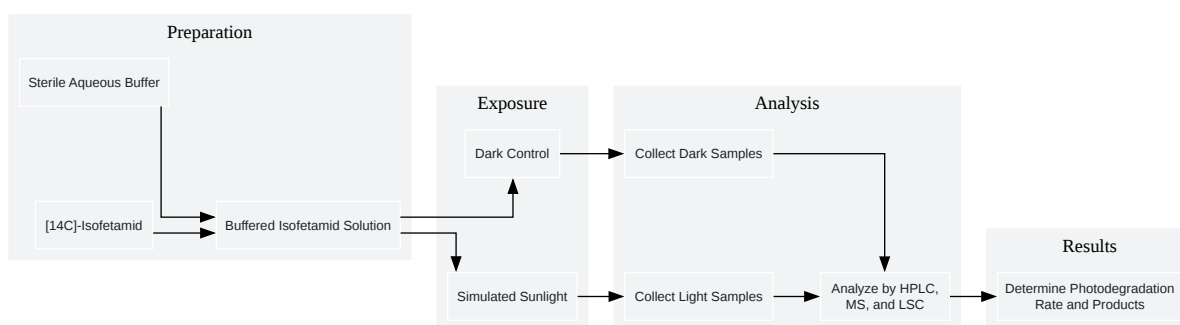 Preparation
Sterile Aqueous Buffer
[14C]-Isofetamid
Buffered Isofetamid Solution
Exposure
Dark Control
Simulated Sunlight
Analysis
Collect Dark Samples
Collect Light Samples
Analyze by HPLC,
MS, and LSC
Results
Determine Photodegradation
Rate and Products